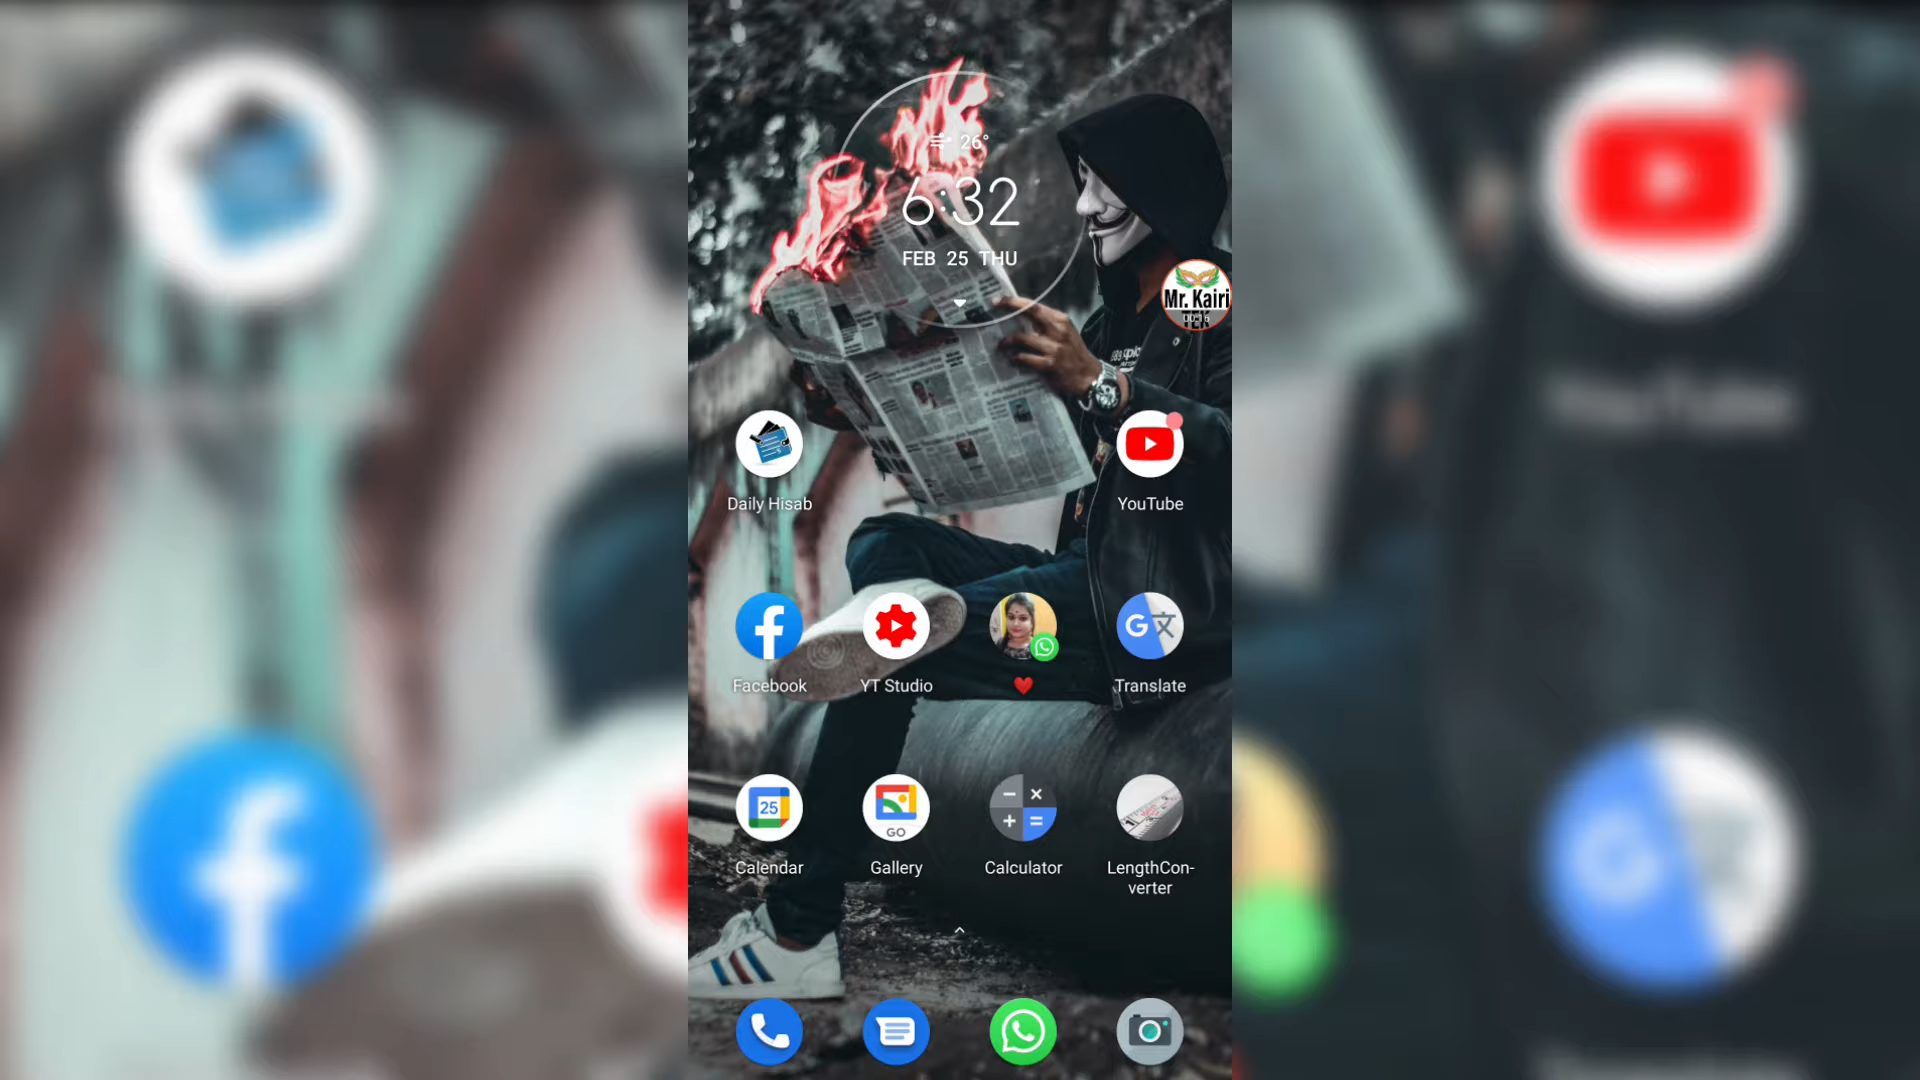 26°
6:32
FEB 25 THU
Mr. Kairi
TEK
Daily Hisab
YouTube
Facebook
YT Studio
Translate
25
GO
Calendar
Gallery
Calculator
LengthCon-
verter